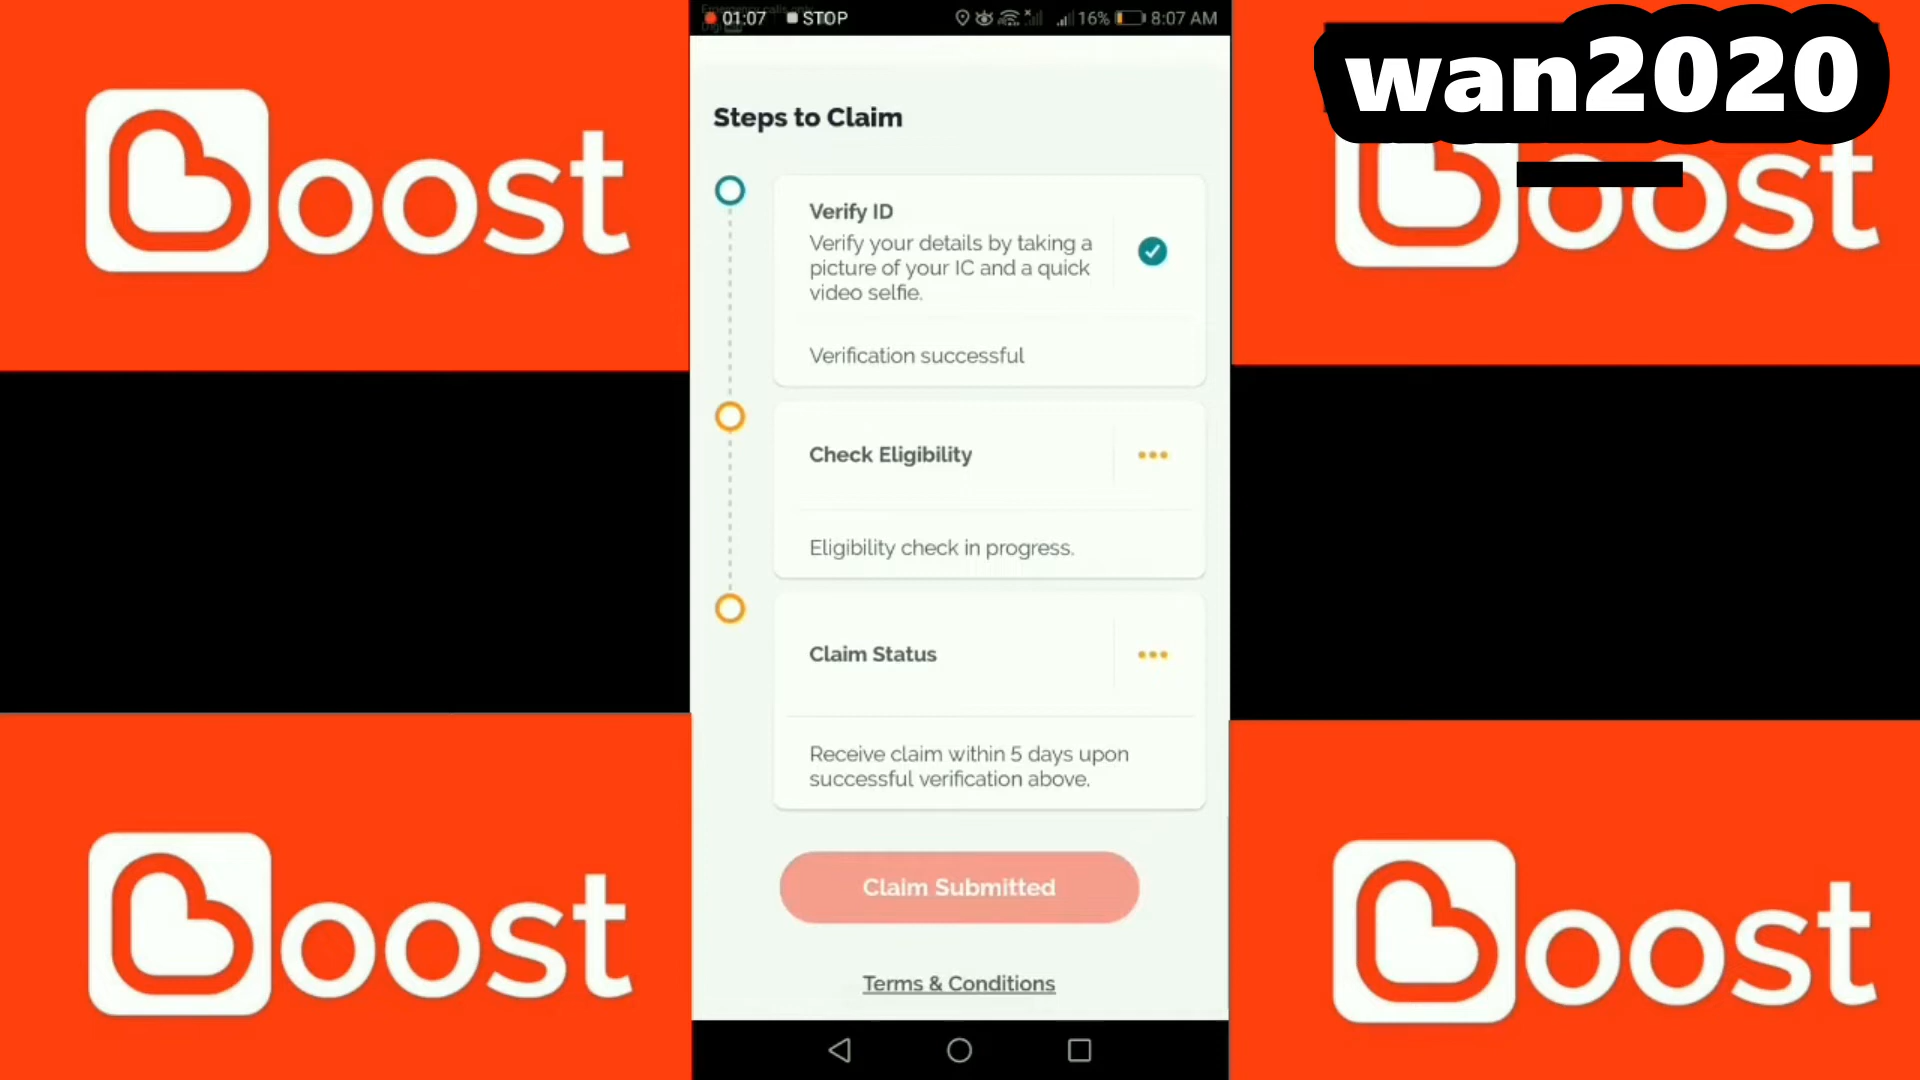 01:07 STOP 16% 8:07 AM
wan2020
Boost
Boost
Steps to Claim
Verify ID
Verify your details by taking a
picture of your IC and a quick
video selfie.
Verification successful
Check Eligibility
Eligibility check in progress.
Claim Status
Receive claim within 5 days upon
successful verification above.
Claim Submitted
Terms & Conditions
Boost
Boost